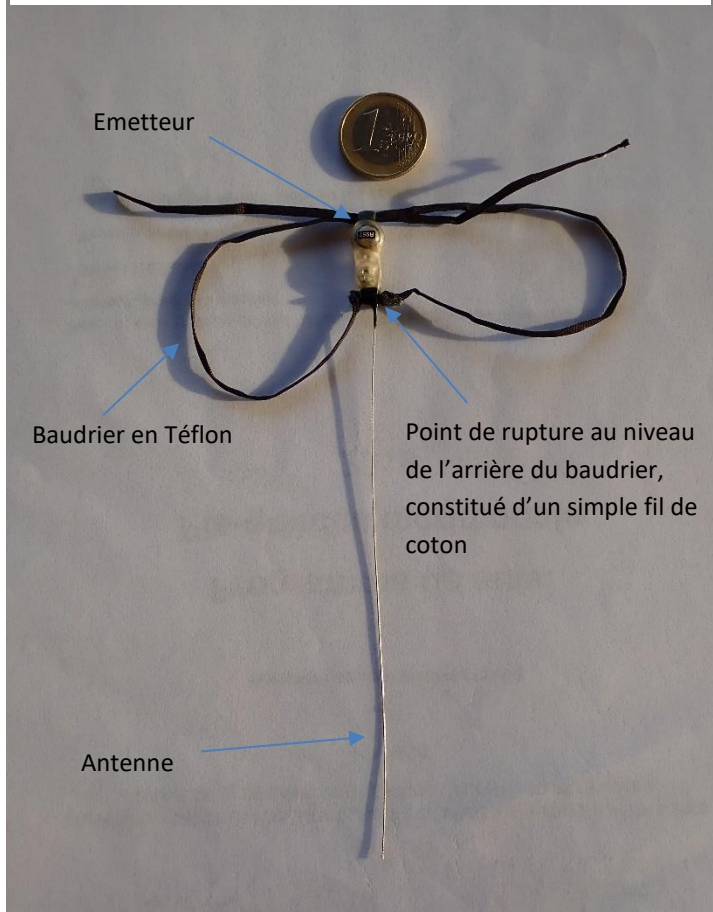 Emetteur
1
Baudrier en Téflon
Point de rupture au niveau
de l’arrière du baudrier,
constitué d’un simple fil de
coton
Antenne